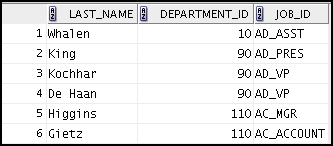 LAST_NAME DEPARTMENT_ID JOB_ID
1 Whalen 10 AD_ASST
2 King 90 AD_PRES
3 Kochhar 90 AD_VP
4 De Haan 90 AD_VP
5 Higgins 110 AC_MGR
6 Gietz 110 AC_ACCOUNT